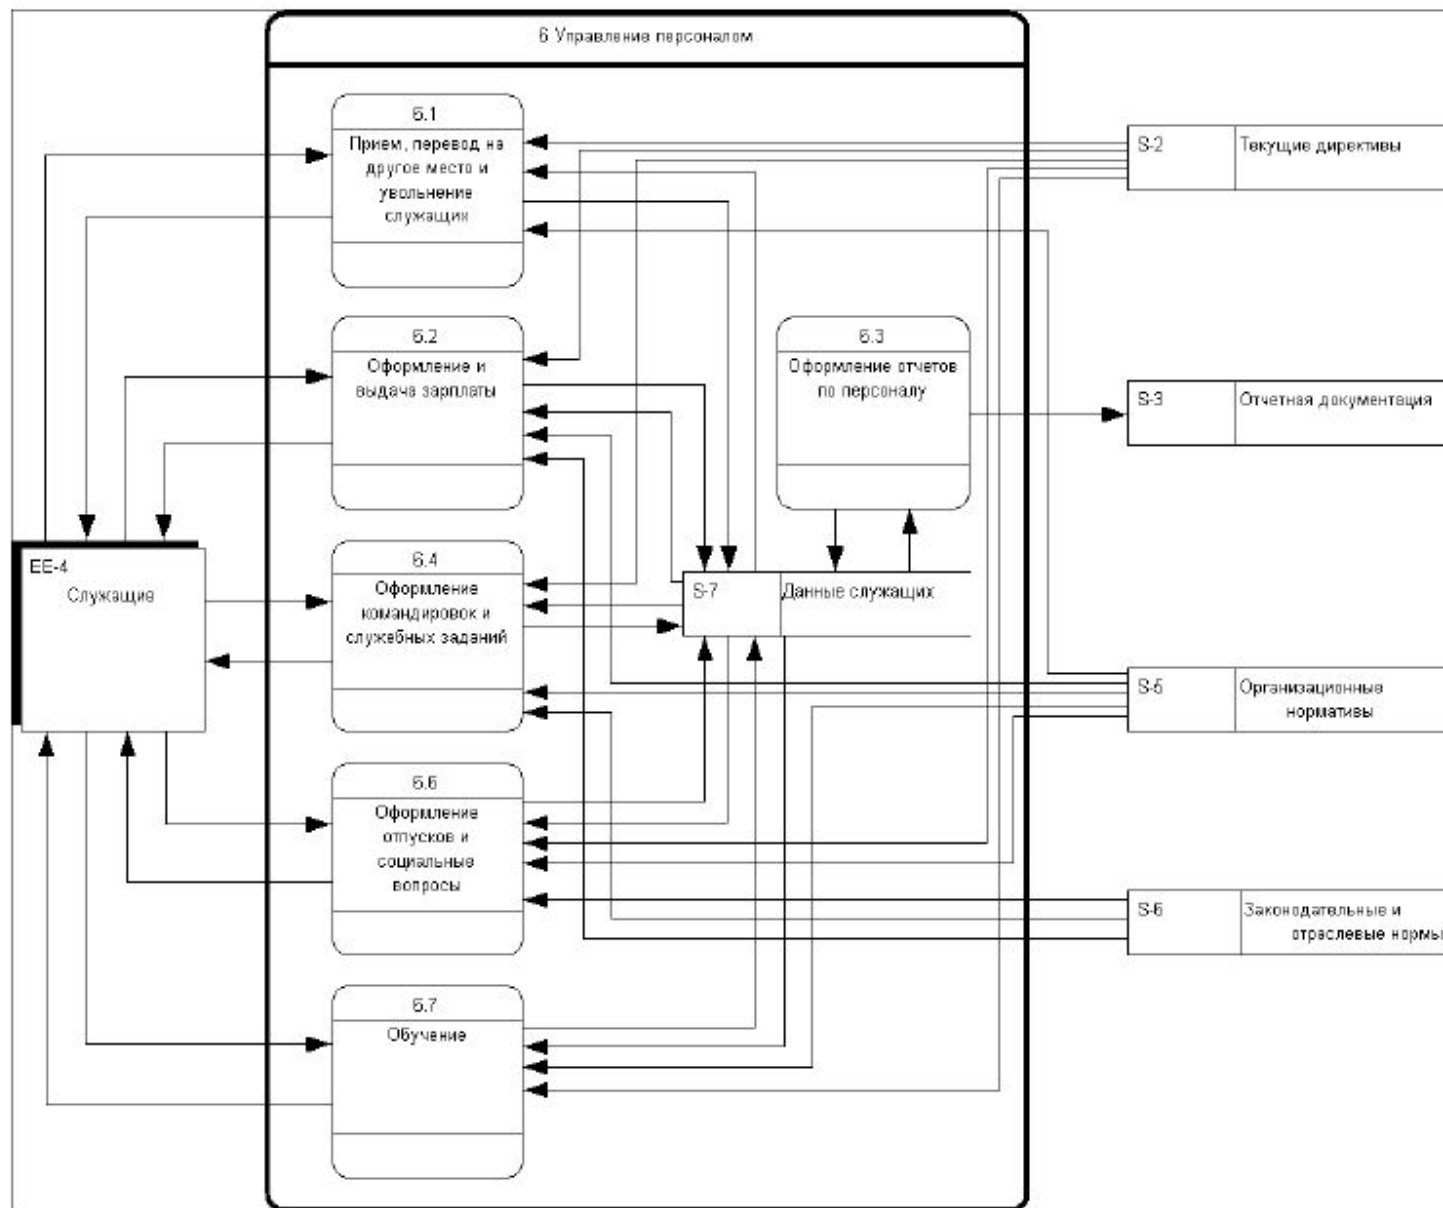 6 Управление персоналом
6.1
Прием, перевод на
другое место и
увольнение
служащих
S-2
Текущие директивы
6.2
Оформление и
выдача зарплаты
6.3
Оформление отчетов
по персоналу
S-3
Отчетная документация
EE-4
Служащие
6.4
Оформление
командировок и
служебных заданий
S-7
Данные служащих
S-5
Организационные
нормативы
6.6
Оформление
отпусков и
социальные
вопросы
S-6
Законодательные и
отраслевые нормы
6.7
Обучение